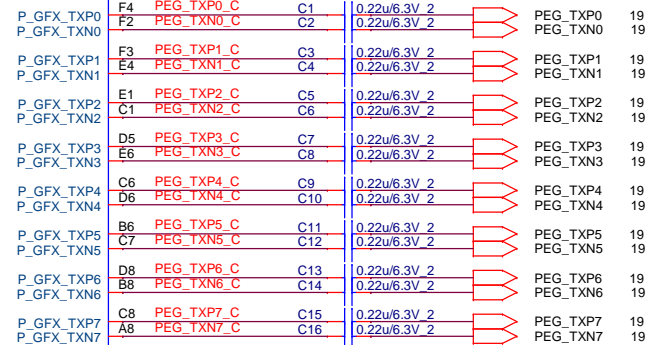 P_GFX_TXP0 F4 PEG_TXP0_C C1 0.22u/6.3V_2 PEG_TXP0 19
P_GFX_TXN0 F2 PEG_TXN0_C C2 0.22u/6.3V_2 PEG_TXN0 19
P_GFX_TXP1 F3 PEG_TXP1_C C3 0.22u/6.3V_2 PEG_TXP1 19
P_GFX_TXN1 E4 PEG_TXN1_C C4 0.22u/6.3V_2 PEG_TXN1 19
P_GFX_TXP2 E1 PEG_TXP2_C C5 0.22u/6.3V_2 PEG_TXP2 19
P_GFX_TXN2 C1 PEG_TXN2_C C6 0.22u/6.3V_2 PEG_TXN2 19
P_GFX_TXP3 D5 PEG_TXP3_C C7 0.22u/6.3V_2 PEG_TXP3 19
P_GFX_TXN3 E6 PEG_TXN3_C C8 0.22u/6.3V_2 PEG_TXN3 19
P_GFX_TXP4 C6 PEG_TXP4_C C9 0.22u/6.3V_2 PEG_TXP4 19
P_GFX_TXN4 D6 PEG_TXN4_C C10 0.22u/6.3V_2 PEG_TXN4 19
P_GFX_TXP5 B6 PEG_TXP5_C C11 0.22u/6.3V_2 PEG_TXP5 19
P_GFX_TXN5 C7 PEG_TXN5_C C12 0.22u/6.3V_2 PEG_TXN5 19
P_GFX_TXP6 D8 PEG_TXP6_C C13 0.22u/6.3V_2 PEG_TXP6 19
P_GFX_TXN6 B8 PEG_TXN6_C C14 0.22u/6.3V_2 PEG_TXN6 19
P_GFX_TXP7 C8 PEG_TXP7_C C15 0.22u/6.3V_2 PEG_TXP7 19
P_GFX_TXN7 A8 PEG_TXN7_C C16 0.22u/6.3V_2 PEG_TXN7 19